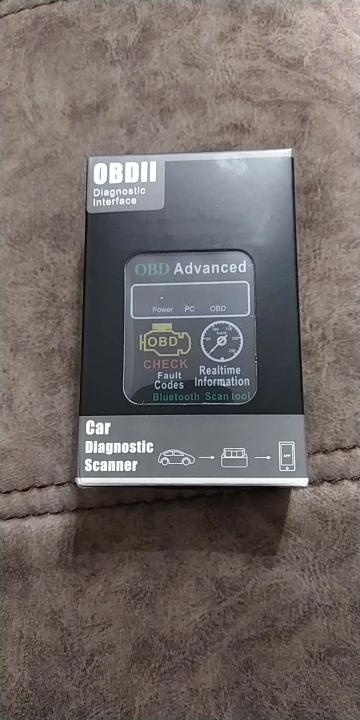 OBDII
Diagnostic
Interface
OBD Advanced
Power PC OBD
OBD
CHECK
Fault
Codes
Realtime
Information
Bluetooth Scan tool
Car
Diagnostic
Scanner
APP